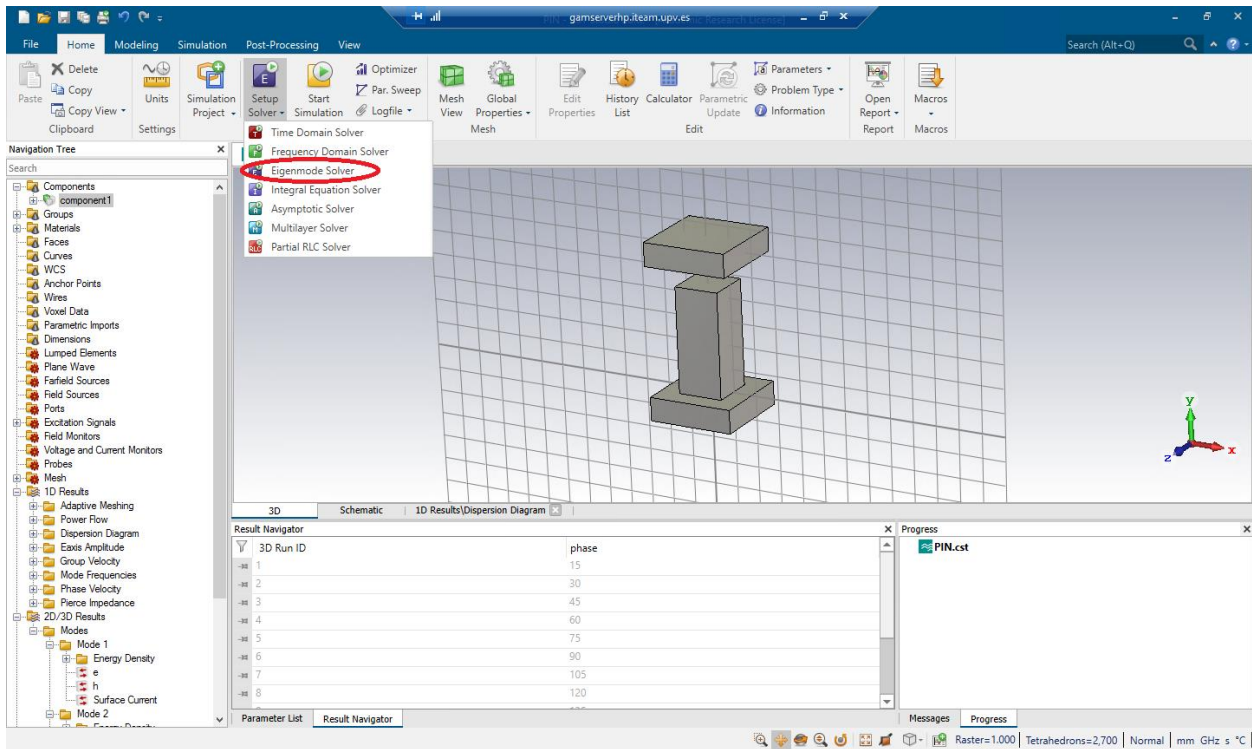 gamserverhp.iteam.upv.es
File Home Modeling Simulation Post-Processing View Search (Alt+Q)
Paste
Delete
Copy
Copy View
Clipboard
Units
Settings
Simulation Project
Setup Solver
Start Simulation
Optimizer
Par. Sweep
Logfile
Mesh View
Global Properties
Mesh
Edit Properties
History List
Calculator
Parametric Update
Parameters
Problem Type
Information
Edit
Open Report
Report
Macros
Macros
Time Domain Solver
Frequency Domain Solver
Eigenmode Solver
Integral Equation Solver
Asymptotic Solver
Multilayer Solver
Partial RLC Solver
Navigation Tree
Search
Components
component1
Groups
Materials
Faces
Curves
WCS
Anchor Points
Wires
Voxel Data
Parametric Imports
Dimensions
Lumped Elements
Plane Wave
Farfield Sources
Field Sources
Ports
Excitation Signals
Field Monitors
Voltage and Current Monitors
Probes
Mesh
1D Results
Adaptive Meshing
Power Flow
Dispersion Diagram
Eaxis Amplitude
Group Velocity
Mode Frequencies
Phase Velocity
Pierce Impedance
2D/3D Results
Modes
Mode 1
Energy Density
e
h
Surface Current
Mode 2
y
x
z
3D Schematic 1D Results\Dispersion Diagram
Result Navigator
3D Run ID phase
1 15
2 30
3 45
4 60
5 75
6 90
7 105
8 120
Parameter List Result Navigator
Progress
PIN.cst
Messages Progress
Raster=1.000 Tetrahedrons=2,700 Normal mm GHz s °C